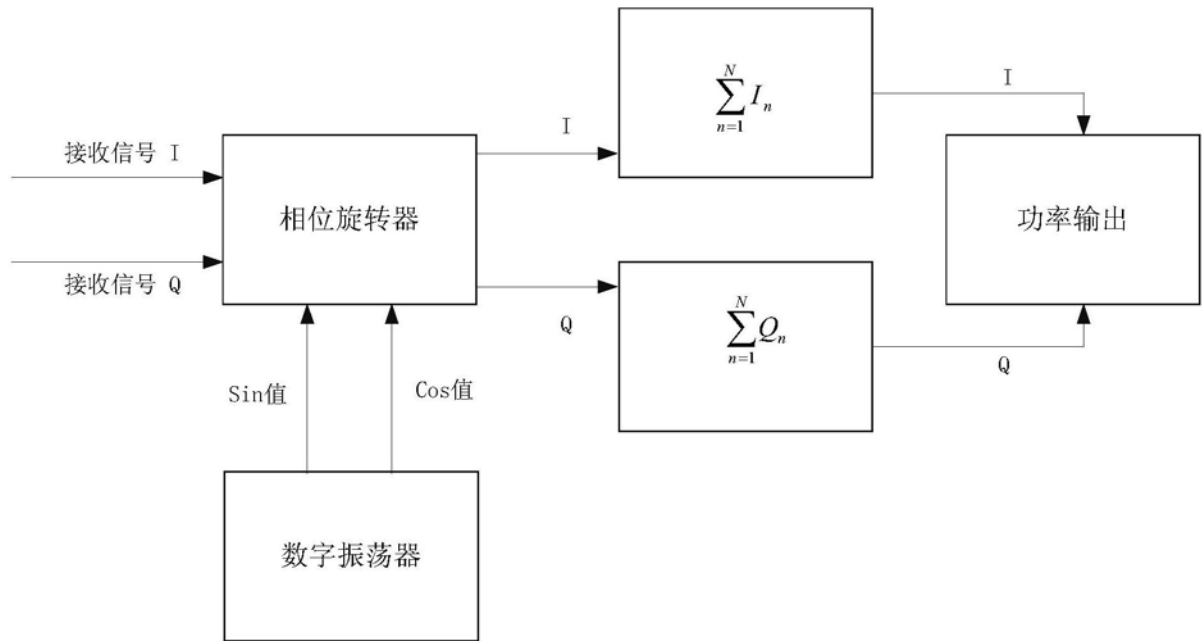 接收信号 I
接收信号 Q
相位旋转器
Sin值
Cos值
数字振荡器
I
Q
N
∑ I_n
n=1
N
∑ Q_n
n=1
I
Q
功率输出